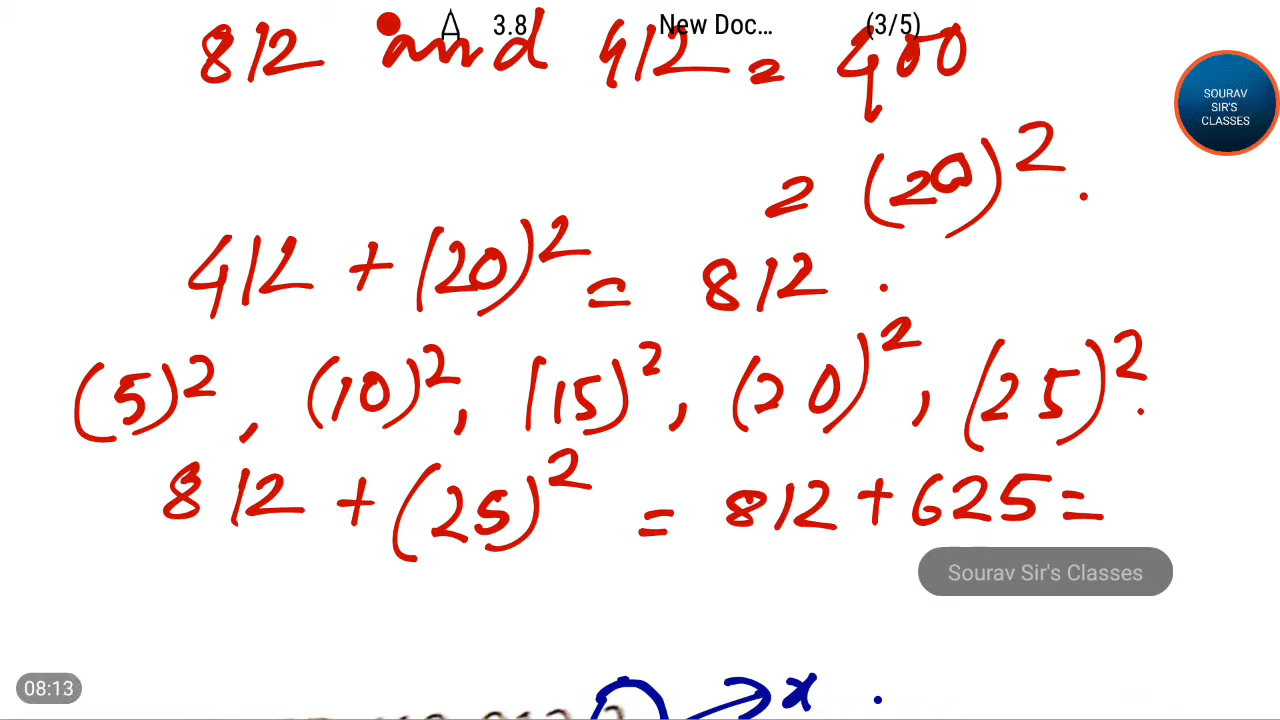 A 3.8 New Doc... (3/5)
812 and 412 = 400
SOURAV
SIR'S
CLASSES
= (20)².
412 + (20)² = 812.
(5)², (10)², (15)², (20)², (25)².
812 + (25)² = 812 + 625 =
Sourav Sir's Classes
08:13
x.